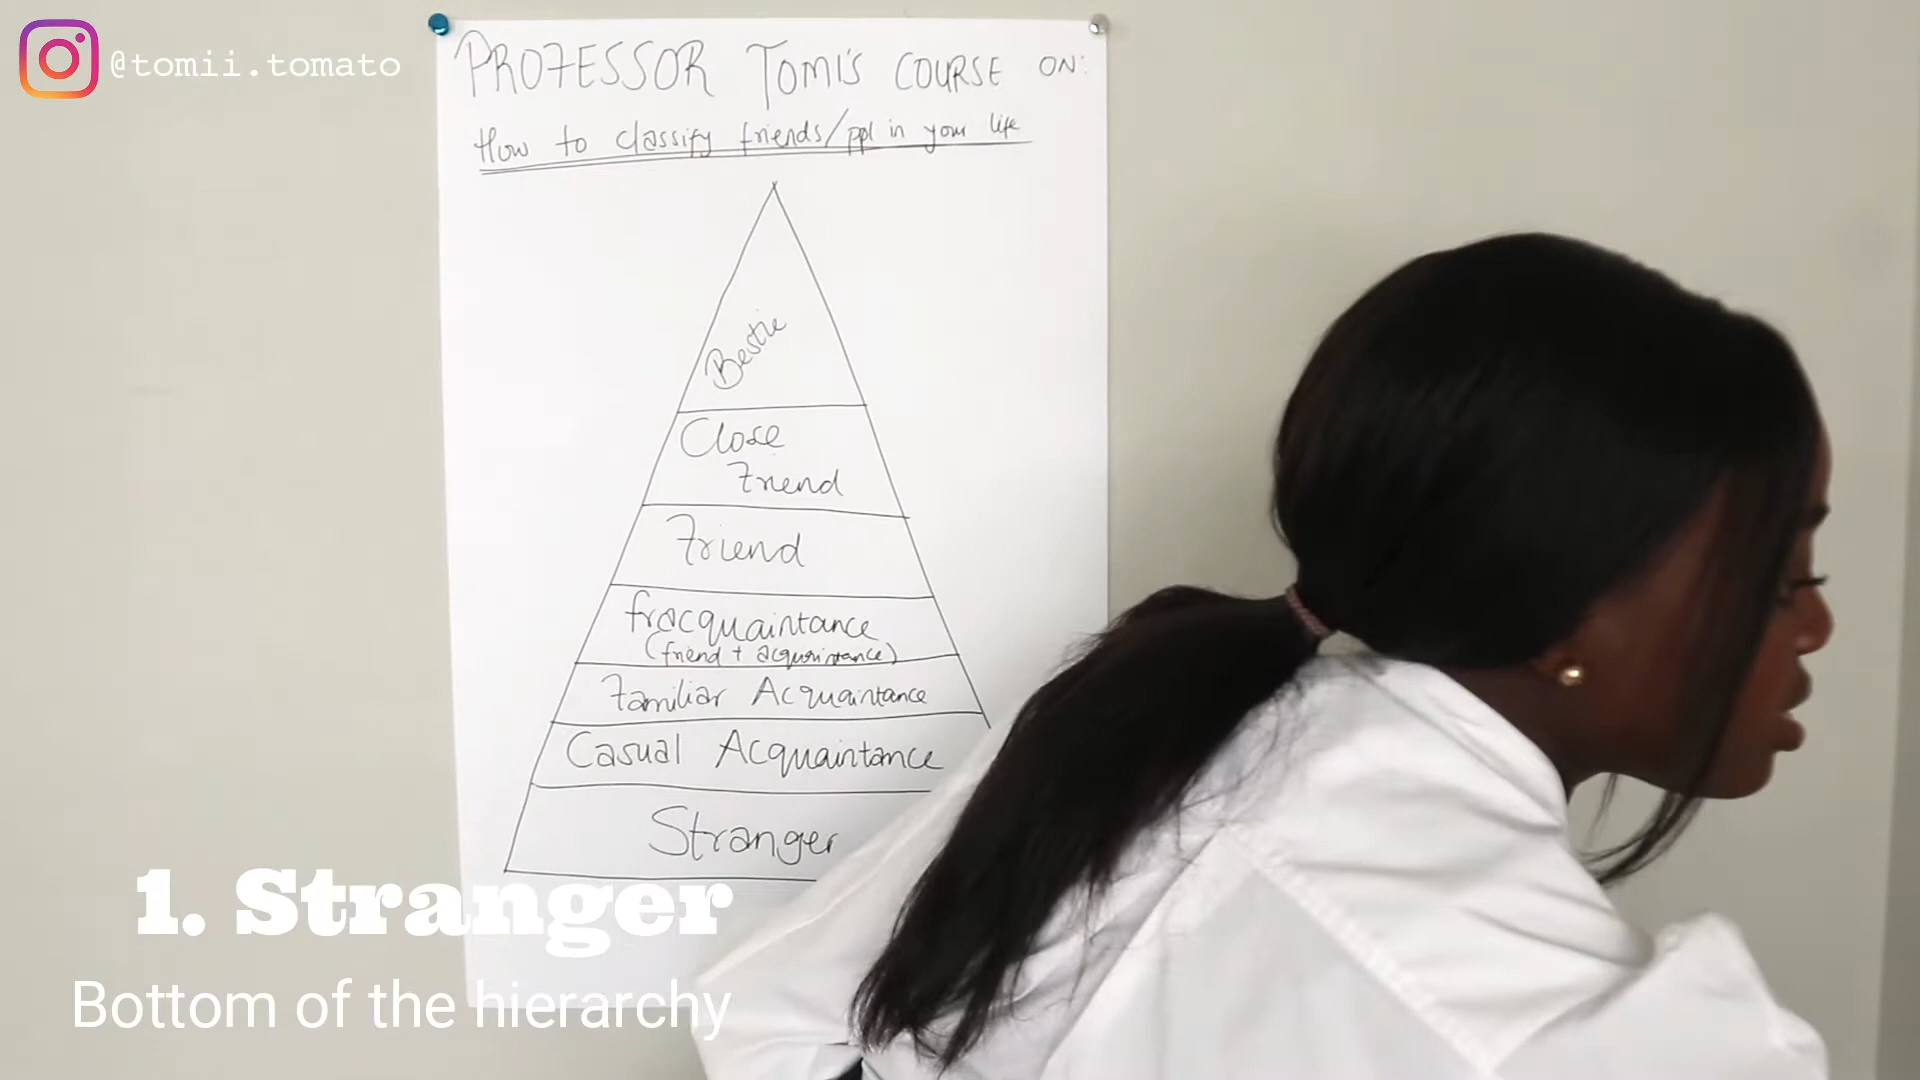 @tomii.tomato
PROFESSOR TOMI'S COURSE ON:
How to classify friends/ppl in your life
Bestie
Close
Friend
Friend
fracquaintance
(friend + acquaintance)
Familiar Acquaintance
Casual Acquaintance
Stranger
1. Stranger
Bottom of the hierarchy